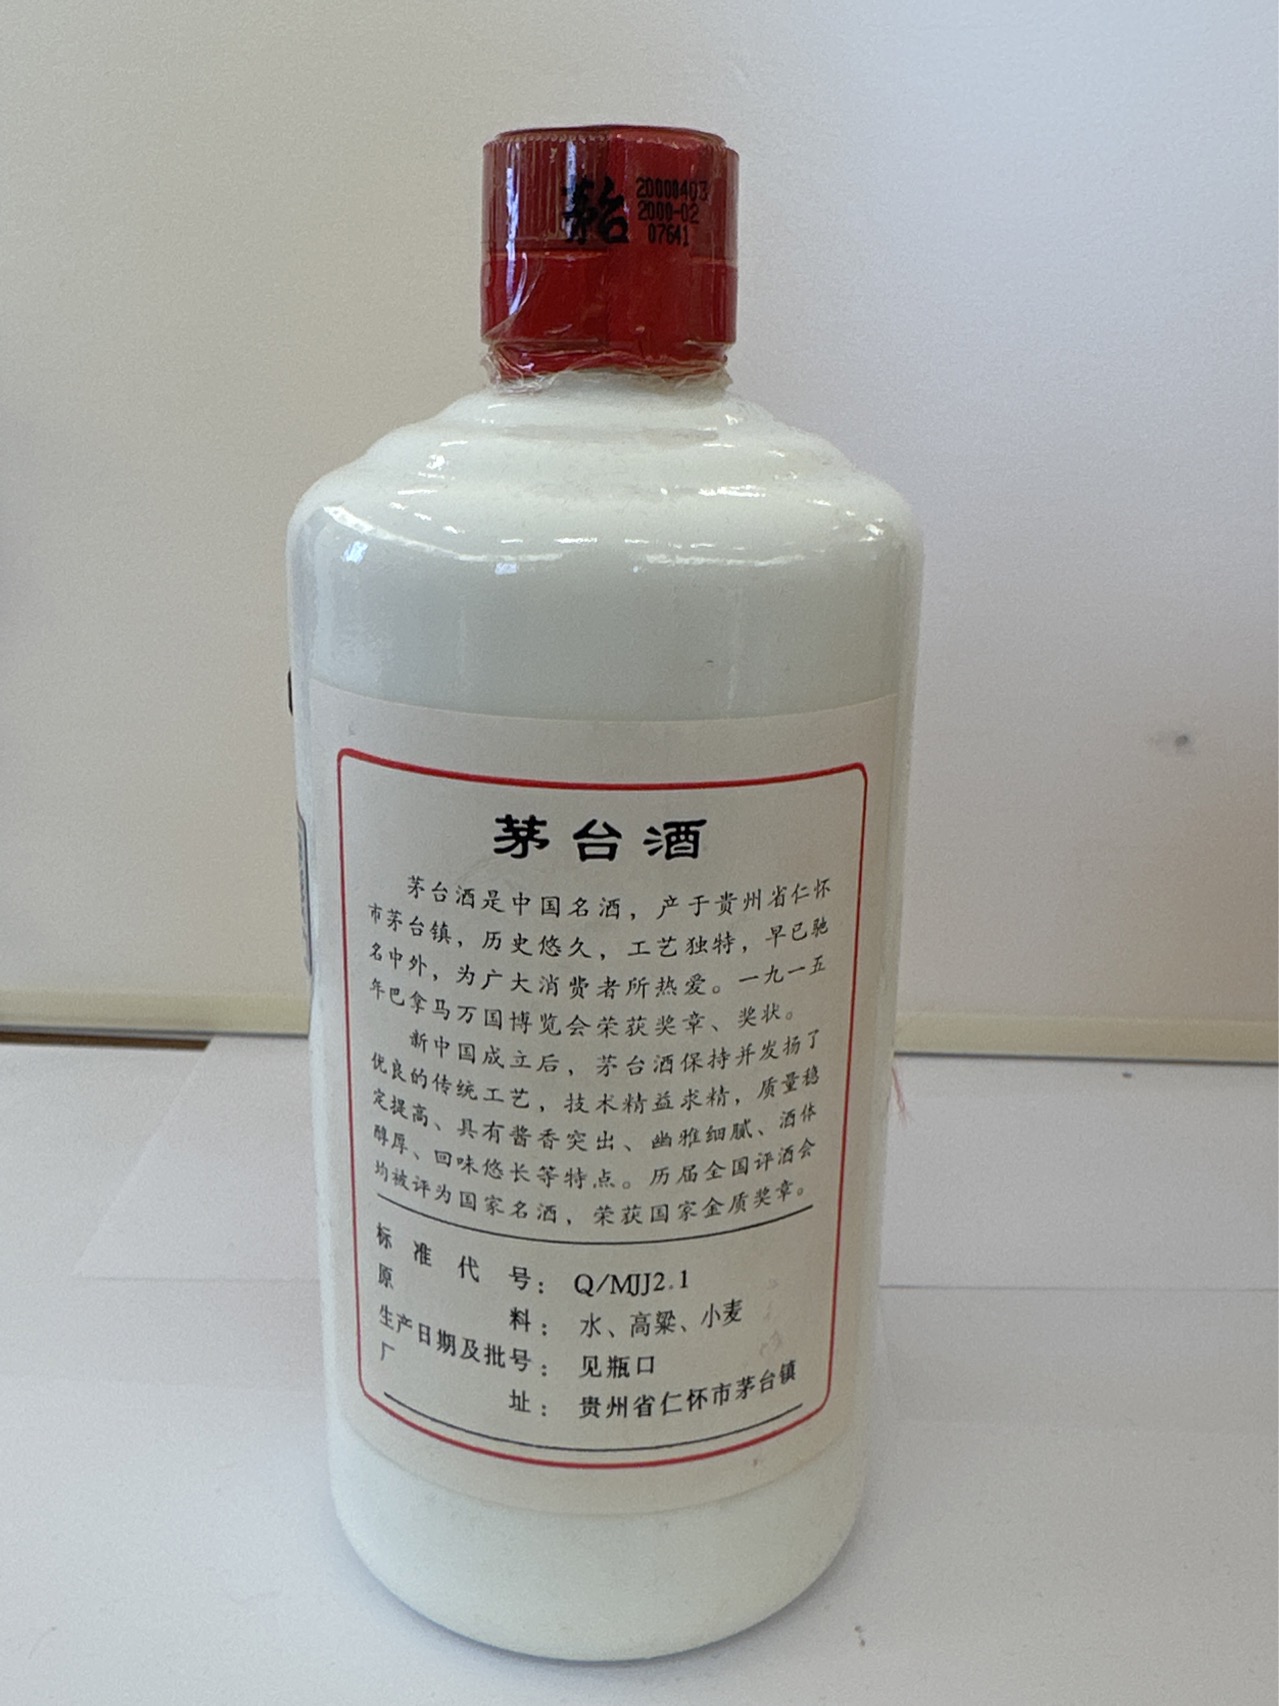 茅台
20000403
2000-02
07641
茅台酒
茅台酒是中国名酒，产于贵州省仁怀
市茅台镇，历史悠久，工艺独特，早已驰
名中外，为广大消费者所热爱。一九一五
年巴拿马万国博览会荣获奖章、奖状。
新中国成立后，茅台酒保持并发扬了
优良的传统工艺，技术精益求精，质量稳
定提高、具有酱香突出、幽雅细腻、酒体
醇厚、回味悠长等特点。历届全国评酒会
均被评为国家名酒，荣获国家金质奖章。
标准代号：Q/MJJ2.1
原料：水、高粱、小麦
生产日期及批号：见瓶口
厂址：贵州省仁怀市茅台镇